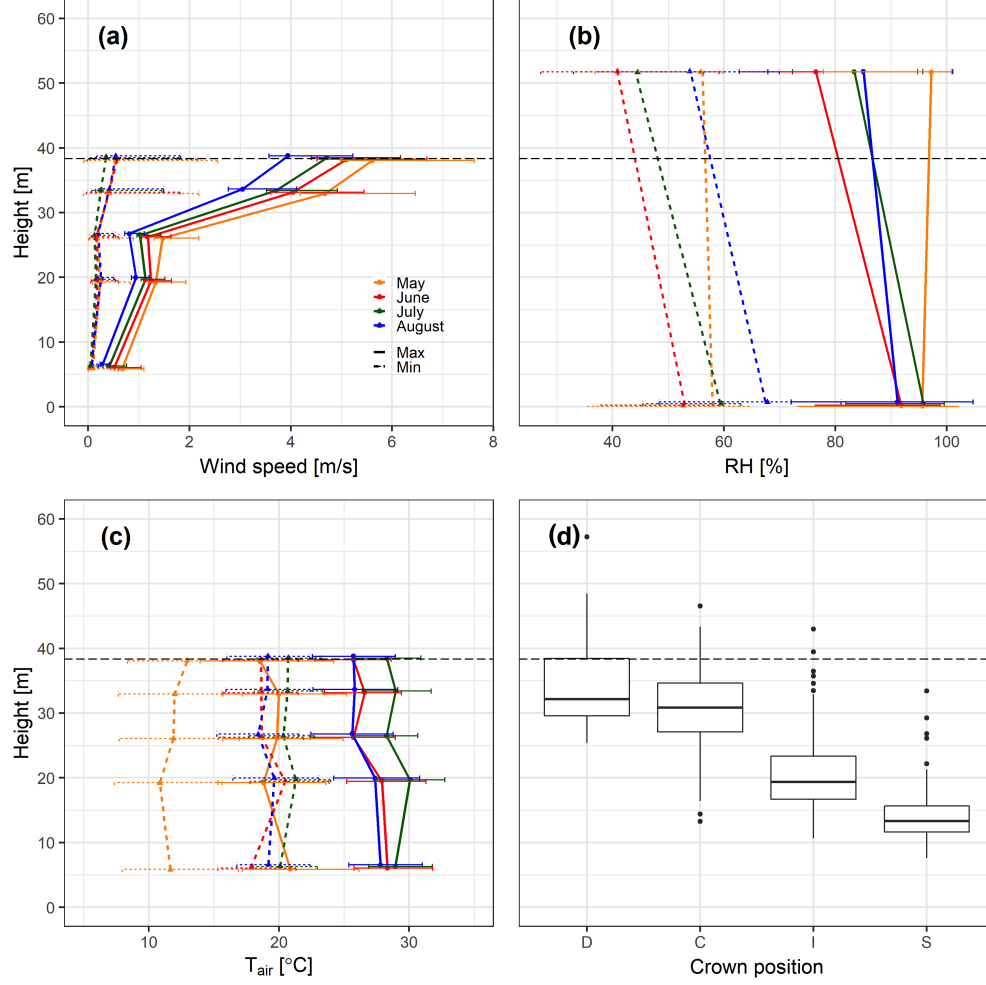 (a)
60
50
40
30
20
10
0
Height [m]
May
June
July
August
Max
Min
0
2
4
6
8
Wind speed [m/s]
(b)
40
60
80
100
RH [%]
(c)
60
50
40
30
20
10
0
Height [m]
10
20
30
Tair [°C]
(d)
D
C
I
S
Crown position